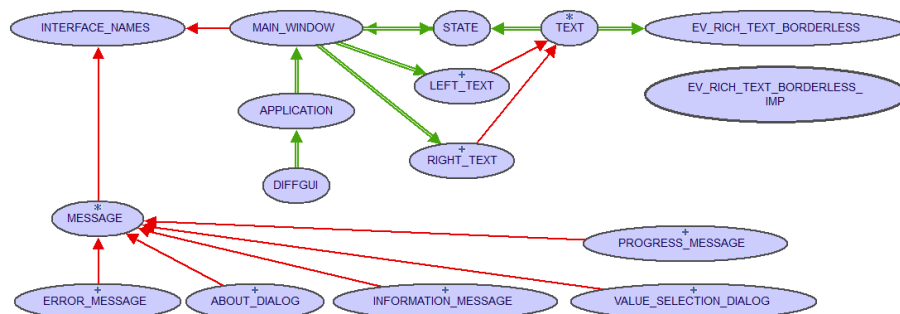 INTERFACE_NAMES
MAIN_WINDOW
STATE
*
TEXT
EV_RICH_TEXT_BORDERLESS
+
LEFT_TEXT
EV_RICH_TEXT_BORDERLESS_
IMP
APPLICATION
+
RIGHT_TEXT
DIFFGUI
*
MESSAGE
+
PROGRESS_MESSAGE
+
ERROR_MESSAGE
+
ABOUT_DIALOG
+
INFORMATION_MESSAGE
+
VALUE_SELECTION_DIALOG